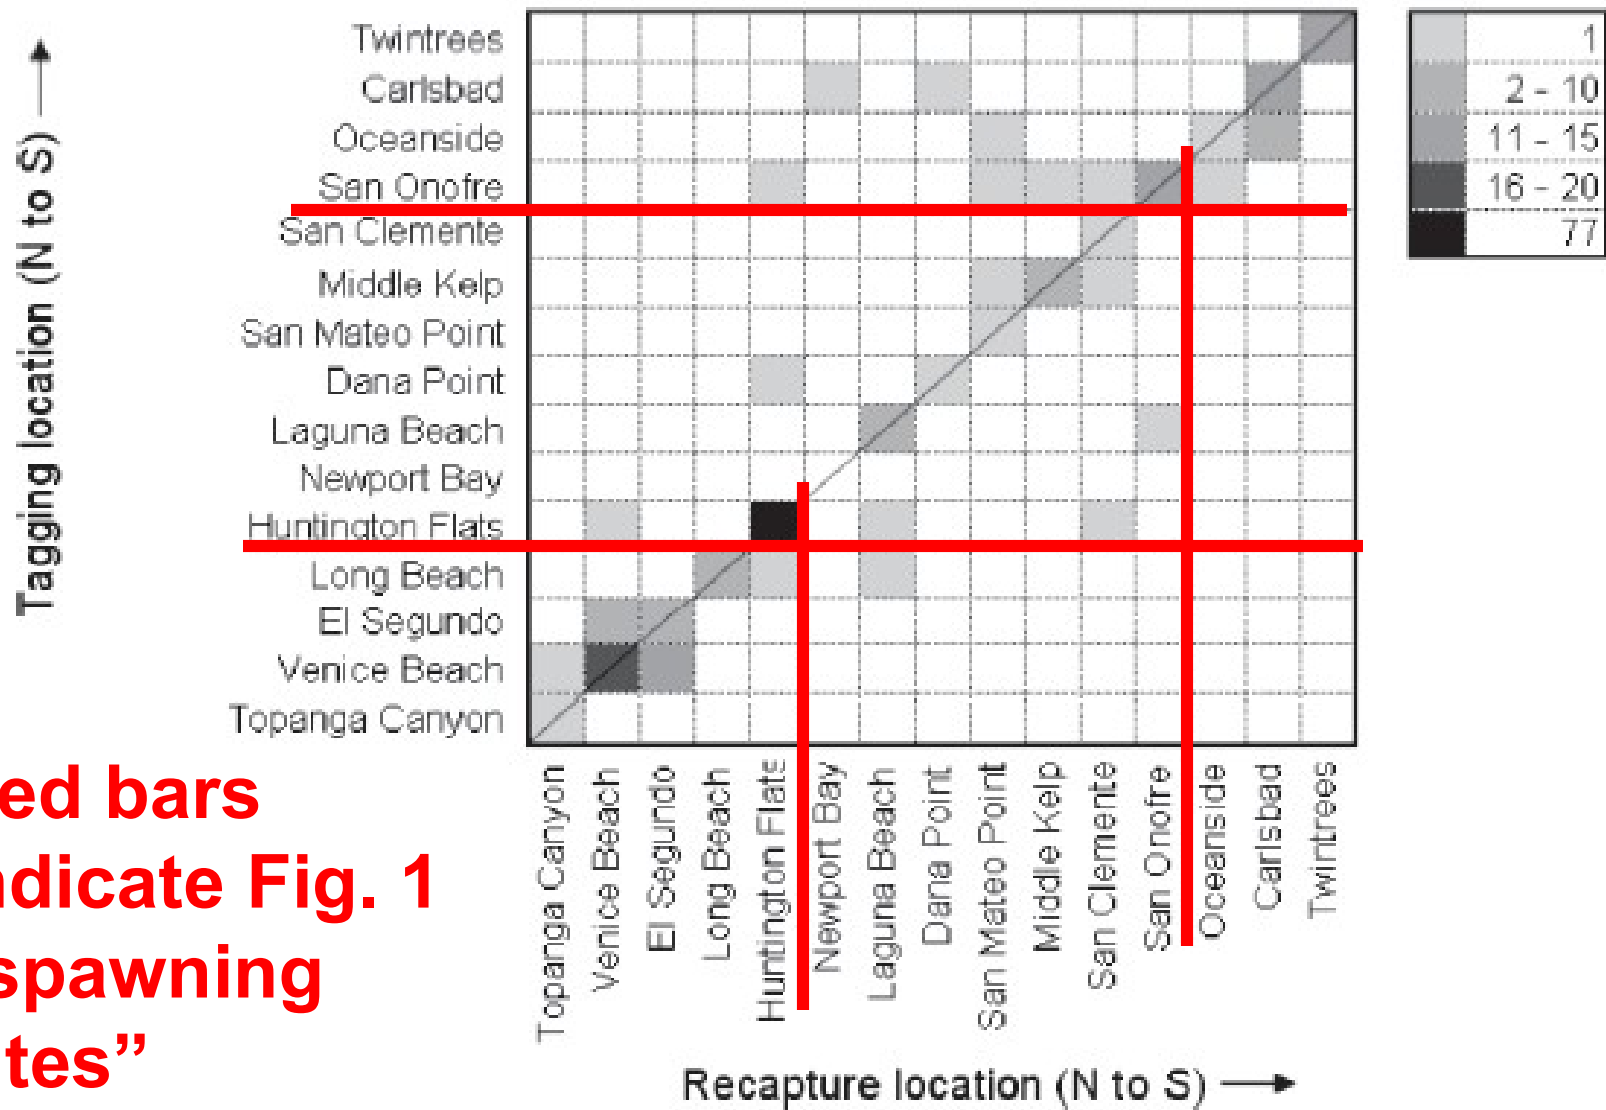 Tagging location (N to S)
Twintrees
Carlsbad
Oceanside
San Onofre
San Clemente
Middle Kelp
San Mateo Point
Dana Point
Laguna Beach
Newport Bay
Huntington Flats
Long Beach
El Segundo
Venice Beach
Topanga Canyon
1
2 - 10
11 - 15
16 - 20
77
Topanga Canyon
Venice Beach
El Segundo
Long Beach
Huntington Flats
Newport Bay
Laguna Beach
Dana Point
San Mateo Point
Middle Kelp
San Clemente
San Onofre
Oceanside
Carlsbad
Twintrees
Recapture location (N to S)
ed bars
ndicate Fig. 1
spawning
tes”